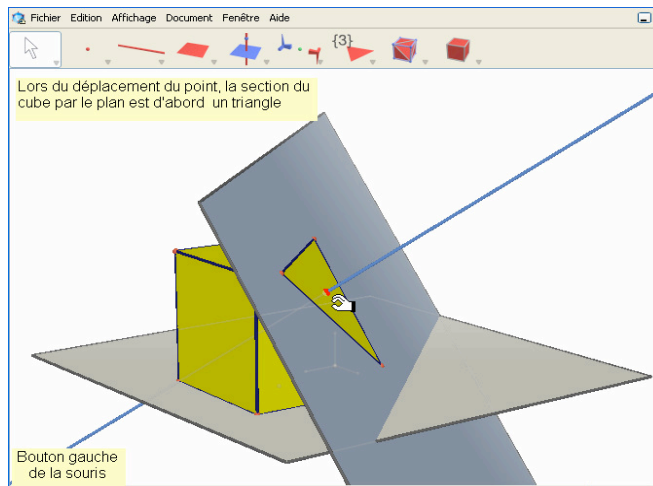 Fichier Edition Affichage Document Fenêtre Aide
{3}
Lors du déplacement du point, la section du
cube par le plan est d'abord un triangle
Bouton gauche
de la souris